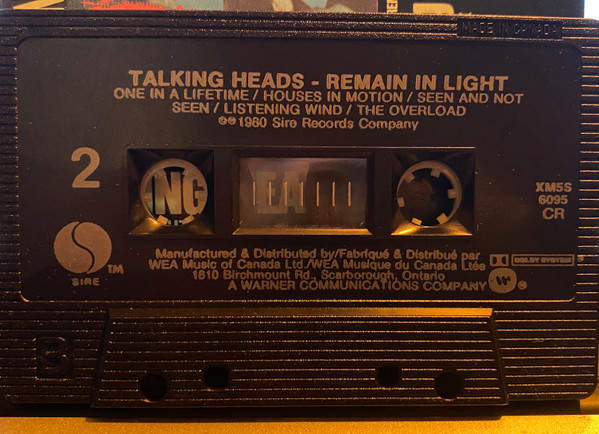 MADE IN CANADA
TALKING HEADS - REMAIN IN LIGHT
ONE IN A LIFETIME / HOUSES IN MOTION / SEEN AND NOT
SEEN / LISTENING WIND / THE OVERLOAD
℗©1980 Sire Records Company
2
NG
EA
XM5S
6095
CR
SIRE
TM
Manufactured & Distributed by/Fabriqué & Distribué par
WEA Music of Canada Ltd./WEA Musique du Canada Ltée
1810 Birchmount Rd., Scarborough, Ontario
A WARNER COMMUNICATIONS COMPANY
DOLBY SYSTEM
W
®
B